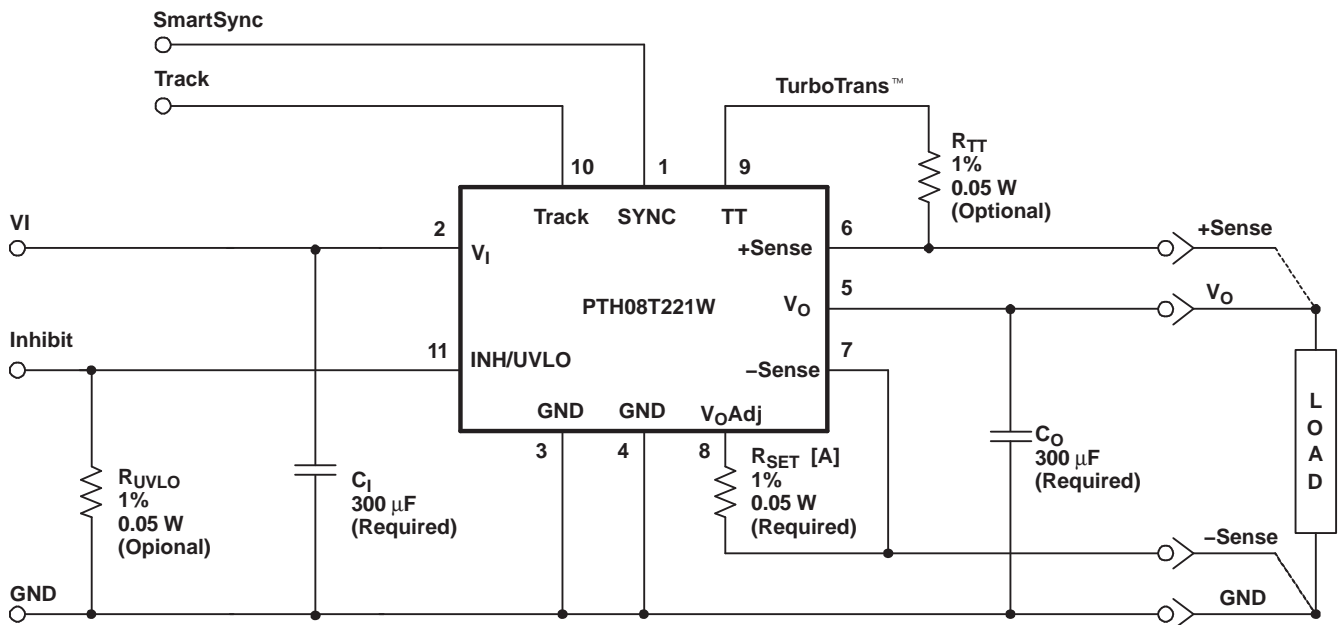 SmartSync
Track
TurboTrans™
RTT
1%
0.05 W
(Optional)
10
1
9
Track
SYNC
TT
VI
2
VI
+Sense
6
+Sense
PTH08T221W
VO
5
VO
Inhibit
11
INH/UVLO
–Sense
7
GND
GND
VOAdj
3
4
8
RUVLO
1%
0.05 W
(Opional)
CI
300 μF
(Required)
RSET [A]
1%
0.05 W
(Required)
CO
300 μF
(Required)
LOAD
–Sense
GND
GND